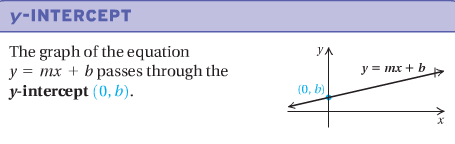 y-INTERCEPT
The graph of the equation
y = mx + b passes through the
y-intercept (0, b).
y
y = mx + b
(0, b)
x